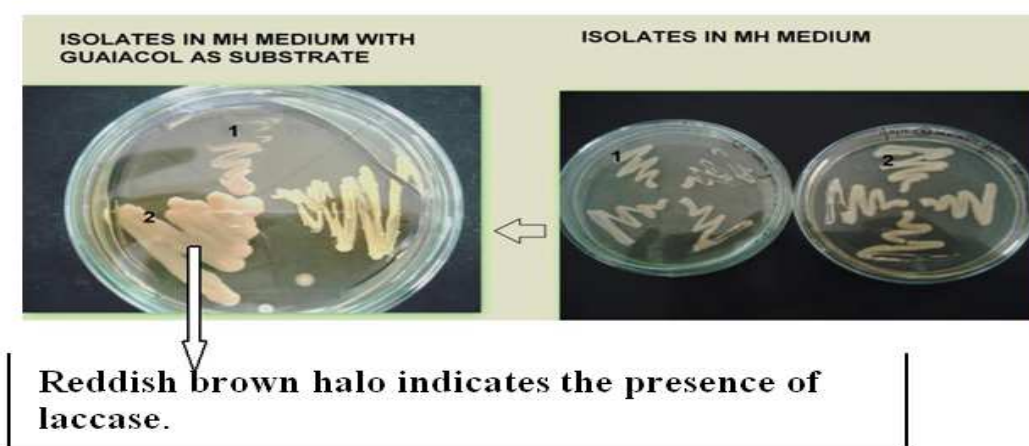 ISOLATES IN MH MEDIUM WITH
GUAIACOL AS SUBSTRATE
ISOLATES IN MH MEDIUM
1
2
1
2
Reddish brown halo indicates the presence of
laccase.